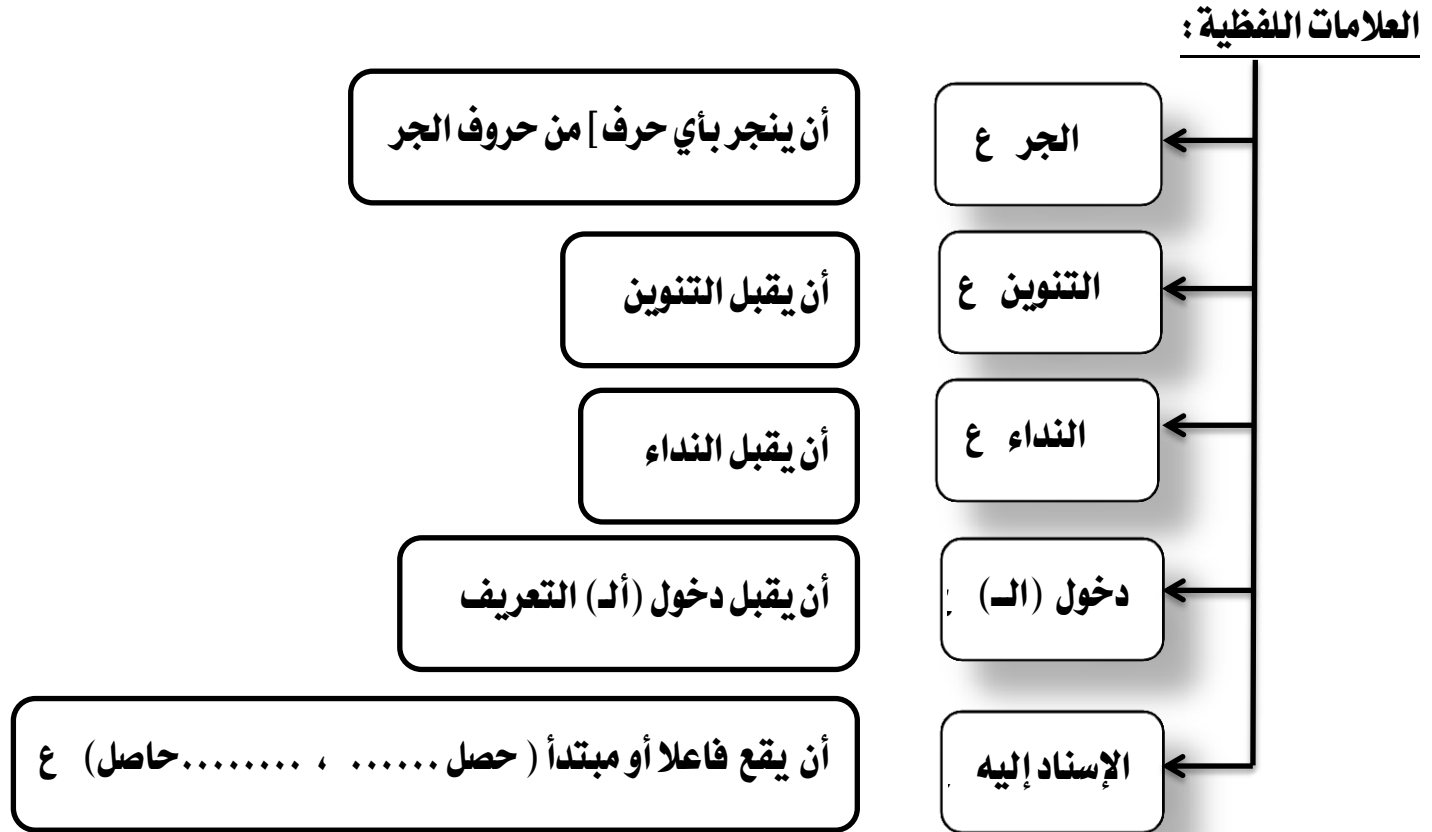 العلامات اللفظية :
الجر ع
أن ينجر بأي حرف] من حروف الجر
التنوين ع
أن يقبل التنوين
النداء ع
أن يقبل النداء
دخول (الـ)
أن يقبل دخول (ألـ) التعريف
الإسناد إليه
أن يقع فاعلا أو مبتدأ ( حصل ...... ، ........حاصل) ع